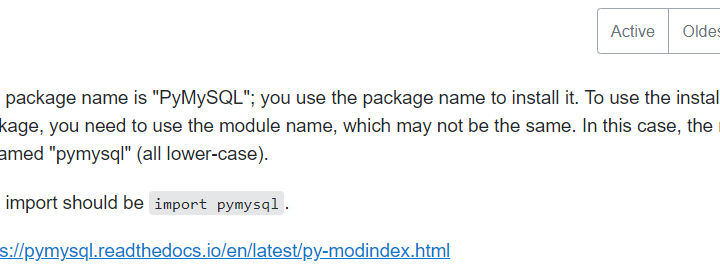 Active Oldes
package name is "PyMySQL"; you use the package name to install it. To use the instal
kage, you need to use the module name, which may not be the same. In this case, the
amed "pymysql" (all lower-case).
import should be import pymysql.
s://pymysql.readthedocs.io/en/latest/py-modindex.html